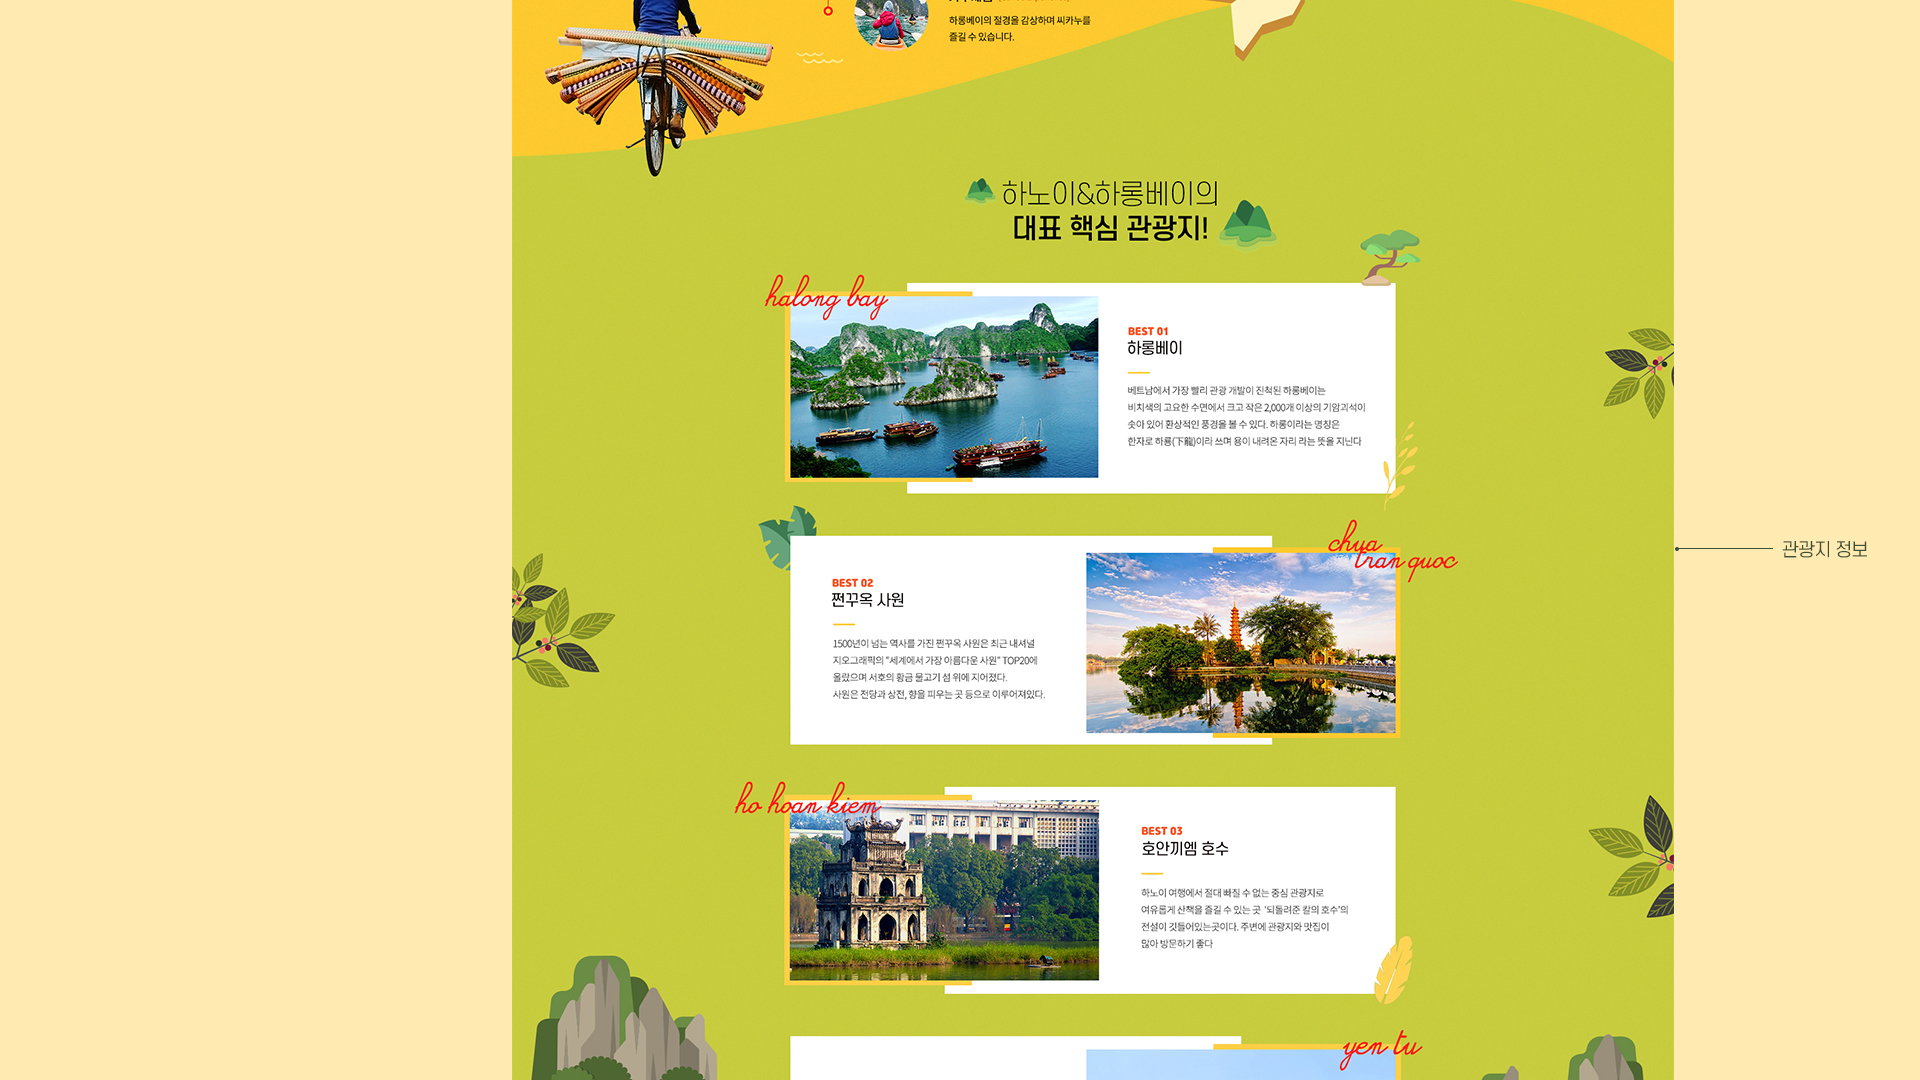 하롱베이의 절경을 감상하며 씨카누를
즐길 수 있습니다.
하노이&하롱베이의
대표 핵심 관광지!
halong bay
BEST 01
하롱베이
베트남에서 가장 빨리 관광 개발이 진척된 하롱베이는
비치색의 고요한 수면에서 크고 작은 2,000개 이상의 기암괴석이
솟아 있어 환상적인 풍경을 볼 수 있다. 하롱이라는 명칭은
한자로 하룡(下龍)이라 쓰며 용이 내려온 자리 라는 뜻을 지닌다
chua
tran quoc
BEST 02
쩐꾸옥 사원
1500년이 넘는 역사를 가진 쩐꾸옥 사원은 최근 내셔널
지오그래픽의 "세계에서 가장 아름다운 사원" TOP20에
올랐으며 서호의 황금 물고기 섬 위에 지어졌다.
사원은 전당과 상전, 향을 피우는 곳 등으로 이루어져있다.
관광지 정보
ho hoan kiem
BEST 03
호안끼엠 호수
하노이 여행에서 절대 빠질 수 없는 중심 관광지로
여유롭게 산책을 즐길 수 있는 곳 '되돌려준 칼의 호수'의
전설이 깃들어있는곳이다. 주변에 관광지와 맛집이
많아 방문하기 좋다
yen tu